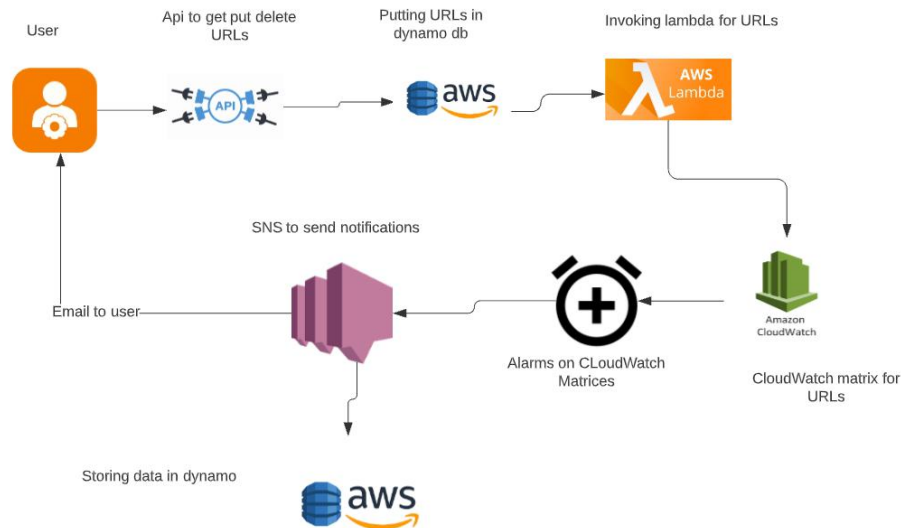 User
Api to get put delete
URLs
Putting URLs in
dynamo db
Invoking lambda for URLs
API
aws
AWS
Lambda
SNS to send notifications
Amazon
CloudWatch
Email to user
Alarms on CLoudWatch
Matrices
CloudWatch matrix for
URLs
Storing data in dynamo
aws